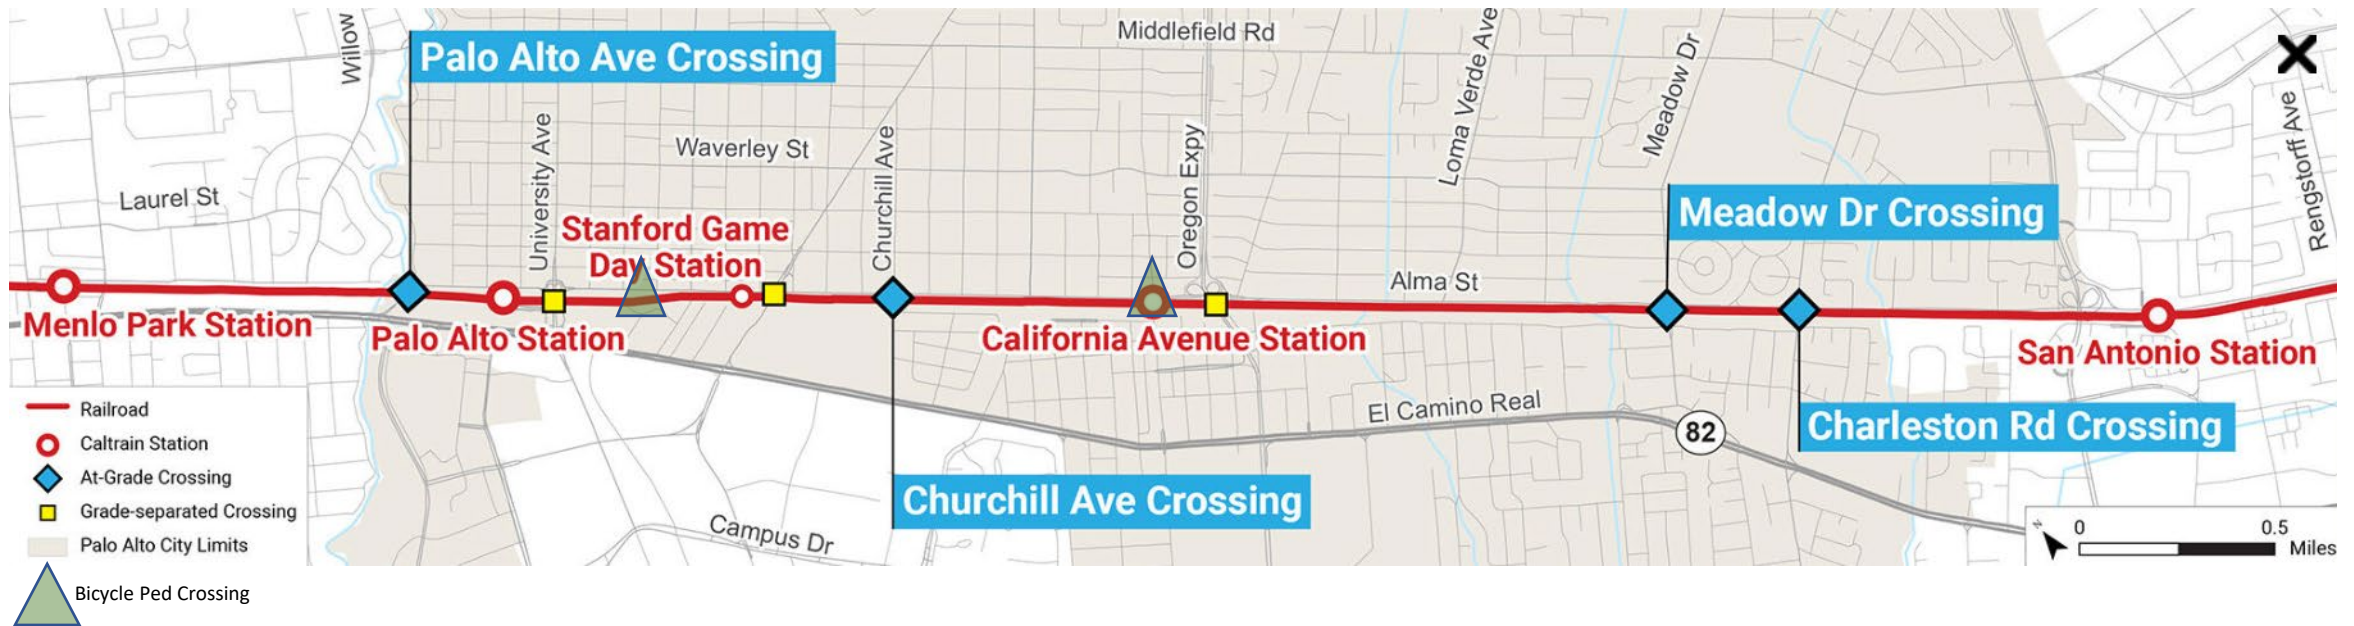 Willow
Palo Alto Ave Crossing
Middlefield Rd
Loma Verde Ave
Meadow Dr
Rengstorff Ave
Laurel St
University Ave
Waverley St
Churchill Ave
Oregon Expy
Stanford Game
Day Station
Meadow Dr Crossing
Alma St
Menlo Park Station
Palo Alto Station
California Avenue Station
San Antonio Station
El Camino Real
82
Charleston Rd Crossing
Churchill Ave Crossing
Campus Dr
Railroad
Caltrain Station
At-Grade Crossing
Grade-separated Crossing
Palo Alto City Limits
Bicycle Ped Crossing
N
0 0.5
Miles